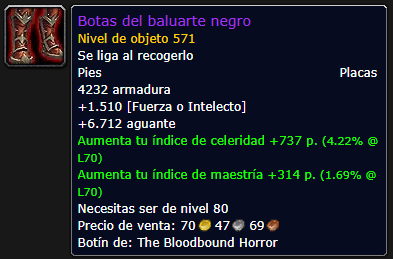 Botas del baluarte negro
Nivel de objeto 571
Se liga al recogerlo
Pies Placas
4232 armadura
+1.510 [Fuerza o Intelecto]
+6.712 aguante
Aumenta tu índice de celeridad +737 p. (4.22% @
L70)
Aumenta tu índice de maestría +314 p. (1.69% @
L70)
Necesitas ser de nivel 80
Precio de venta: 70 47 69
Botín de: The Bloodbound Horror